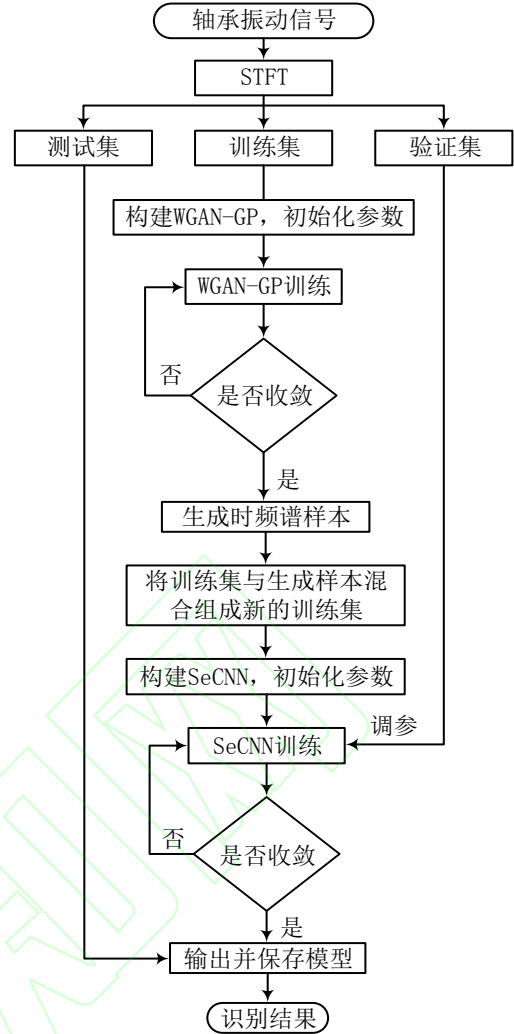 轴承振动信号
STFT
测试集
训练集
验证集
构建WGAN-GP，初始化参数
WGAN-GP训练
否
是否收敛
是
生成时频谱样本
将训练集与生成样本混
合组成新的训练集
构建SeCNN，初始化参数
调参
SeCNN训练
否
是否收敛
是
输出并保存模型
识别结果